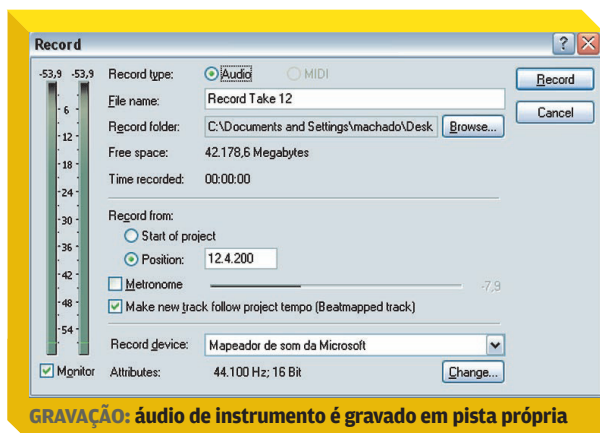 Record
-53,9 -53,9
Record type: Audio MIDI
Record
File name: Record Take 12
Cancel
Record folder: C:\Documents and Settings\machado\Desk Browse...
Free space: 42.178,6 Megabytes
Time recorded: 00:00:00
- 6 -
- 12 -
- 18 -
- 24 -
- 30 -
- 36 -
- 42 -
- 48 -
- 54 -
Record from:
Start of project
Position: 12.4.200
Metronome -7,9
Make new track follow project tempo (Beatmapped track)
Record device: Mapeador de som da Microsoft
Monitor
Attributes: 44.100 Hz; 16 Bit Change...
GRAVAÇÃO: áudio de instrumento é gravado em pista própria